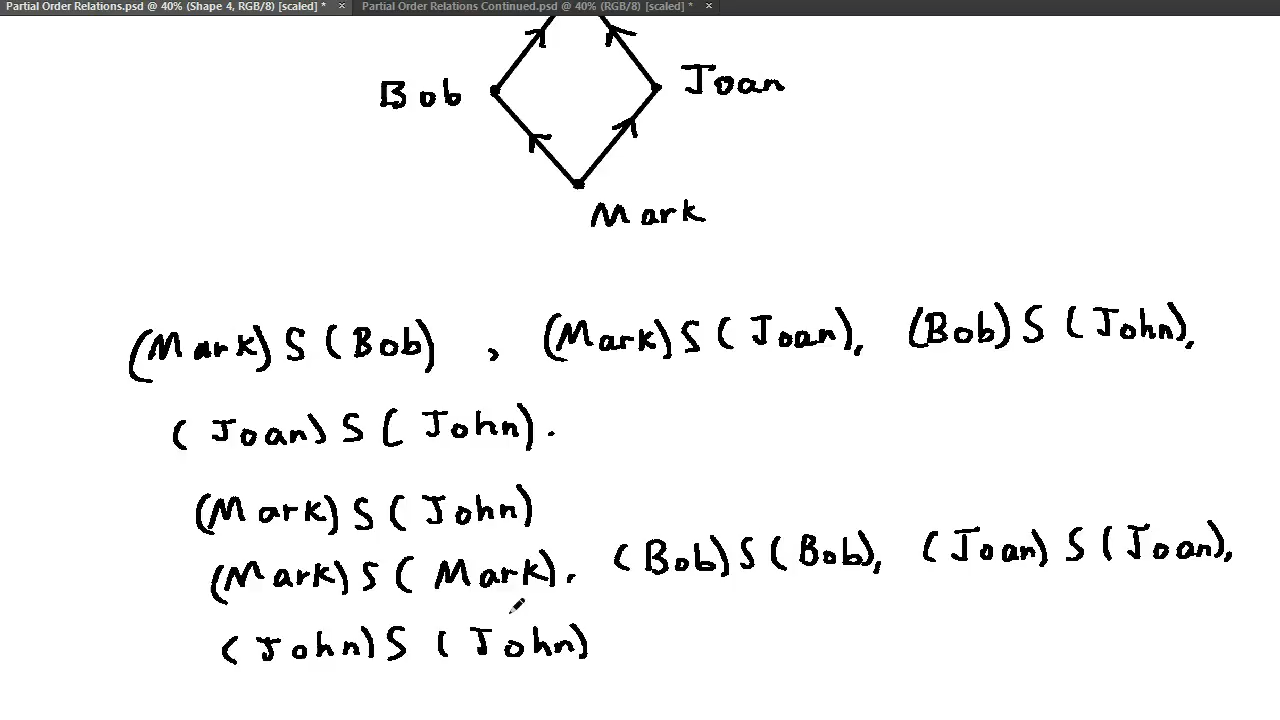 Partial Order Relations.psd @ 40% (Shape 4, RGB/8) [scaled] * × Partial Order Relations Continued.psd @ 40% (RGB/8) [scaled] * ×
Bob Joan
Mark
(Mark) S (Bob) , (Mark) S (Joan), (Bob) S (John),
(Joan) S (John).
(Mark) S (John)
(Mark) S (Mark), (Bob) S (Bob), (Joan) S (Joan),
(John) S (John)